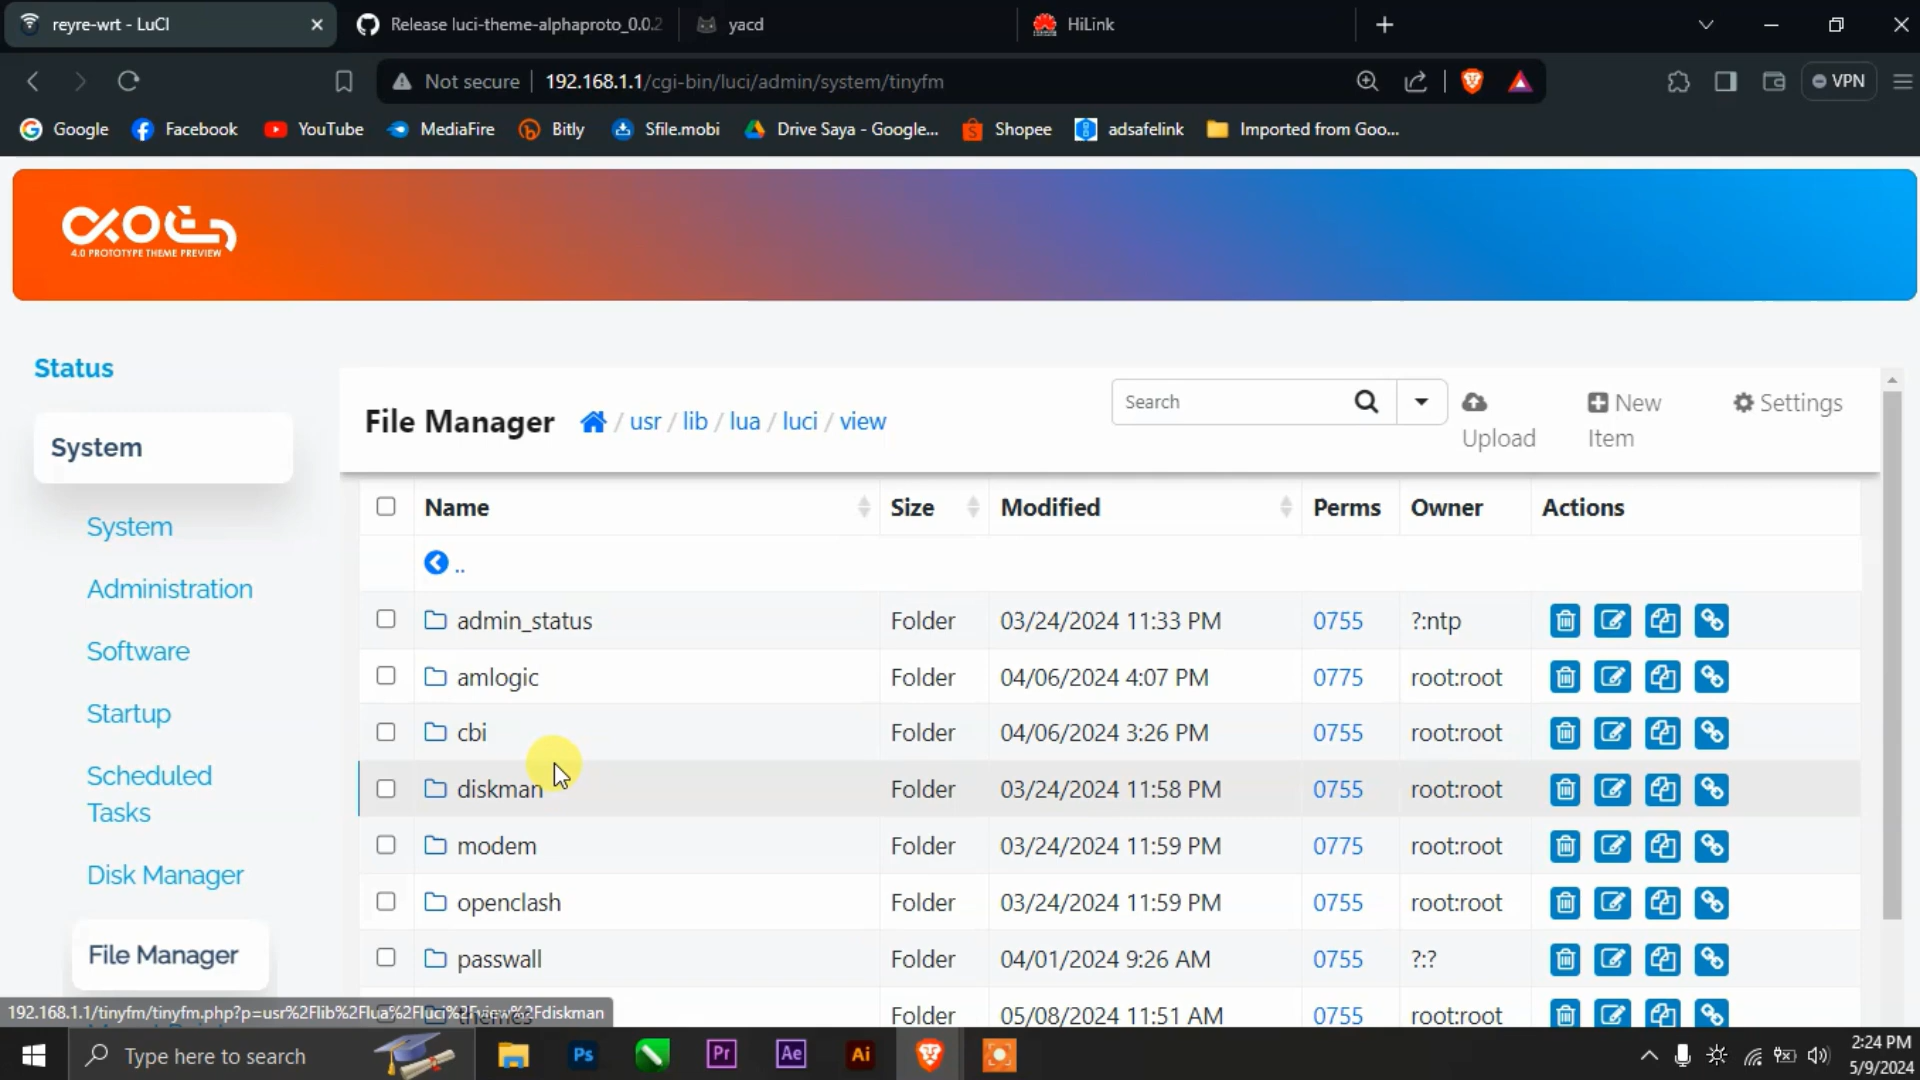 reyre-wrt - LuCI
Release luci-theme-alphaproto_0.0.2
yacd
HiLink
Not secure
192.168.1.1/cgi-bin/luci/admin/system/tinyfm
VPN
Google
Facebook
YouTube
MediaFire
Bitly
Sfile.mobi
Drive Saya - Google...
Shopee
adsafelink
Imported from Goo...
4.0 PROTOTYPE THEME PREVIEW
Status
System
System
Administration
Software
Startup
Scheduled
Tasks
Disk Manager
File Manager
File Manager / usr / lib / lua / luci / view
Search
Upload
New
Item
Settings
Name Size Modified Perms Owner Actions
..
admin_status Folder 03/24/2024 11:33 PM 0755 ?:ntp
amlogic Folder 04/06/2024 4:07 PM 0775 root:root
cbi Folder 04/06/2024 3:26 PM 0755 root:root
diskman Folder 03/24/2024 11:58 PM 0755 root:root
modem Folder 03/24/2024 11:59 PM 0775 root:root
openclash Folder 03/24/2024 11:59 PM 0755 root:root
passwall Folder 04/01/2024 9:26 AM 0755 ?:?
themes Folder 05/08/2024 11:51 AM 0755 root:root
192.168.1.1/tinyfm/tinyfm.php?p=usr%2Flib%2Flua%2Fluci%2Fview%2Fdiskman
Type here to search
Ps
Pr
Ae
Ai
2:24 PM
5/9/2024